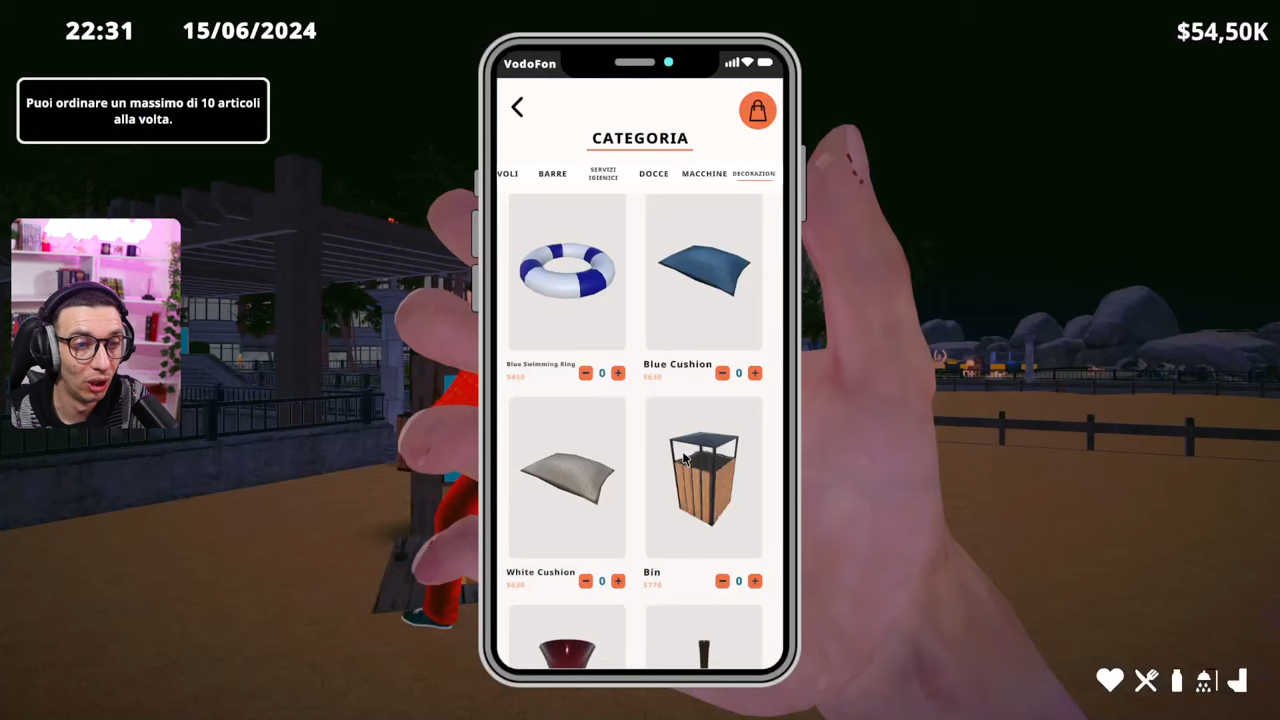 22:31 15/06/2024
$54,50K
Puoi ordinare un massimo di 10 articoli
alla volta.
VodoFon
CATEGORIA
VOLI BARRE SERVIZI IGIENICI DOCCE MACCHINE DECORAZION
Blue Swimming Ring
$450
0
Blue Cushion
$630
0
White Cushion
$630
0
Bin
$770
0